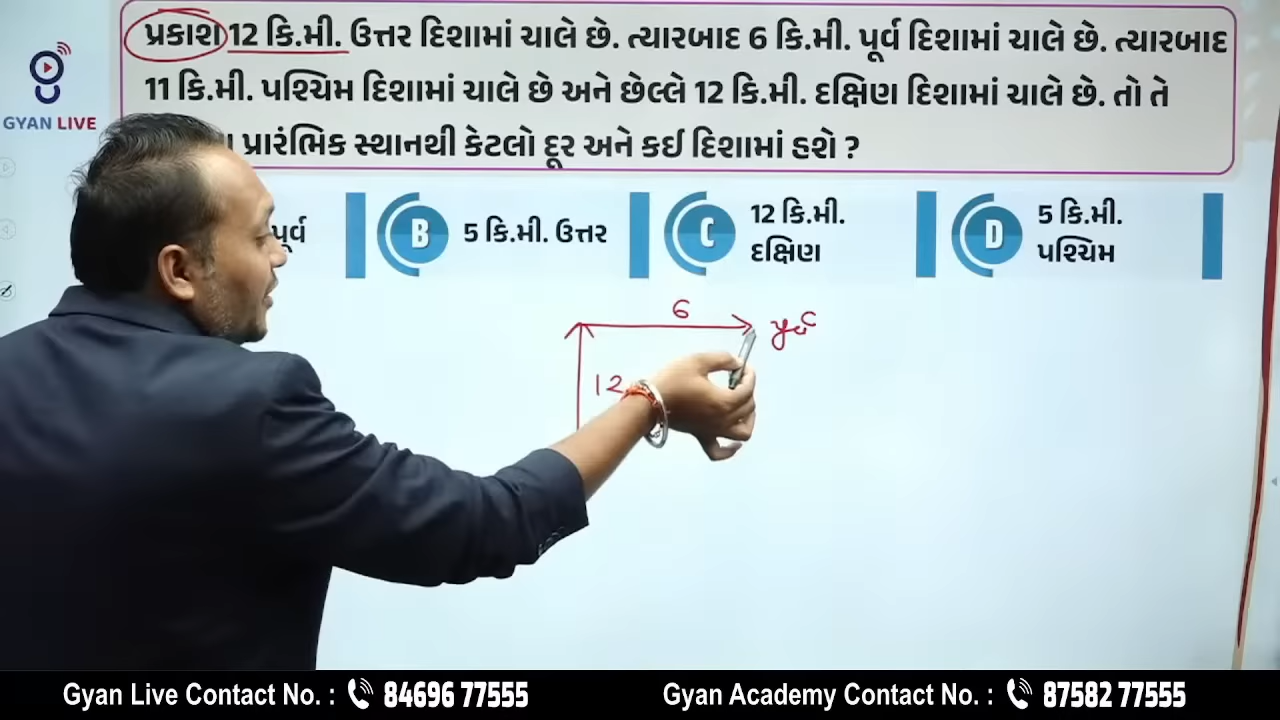 પ્રકાશ 12 કિ.મી. ઉત્તર દિશામાં ચાલે છે. ત્યારબાદ 6 કિ.મી. પૂર્વ દિશામાં ચાલે છે. ત્યારબાદ
11 કિ.મી. પશ્ચિમ દિશામાં ચાલે છે અને છેલ્લે 12 કિ.મી. દક્ષિણ દિશામાં ચાલે છે. તો તે
પ્રારંભિક સ્થાનથી કેટલો દૂર અને કઈ દિશામાં હશે ?
GYAN LIVE
પૂર્વ
B 5 કિ.મી. ઉત્તર
C 12 કિ.મી.
દક્ષિણ
D 5 કિ.મી.
પશ્ચિમ
6
પૂર્વ
12
Gyan Live Contact No. : 84696 77555
Gyan Academy Contact No. : 87582 77555